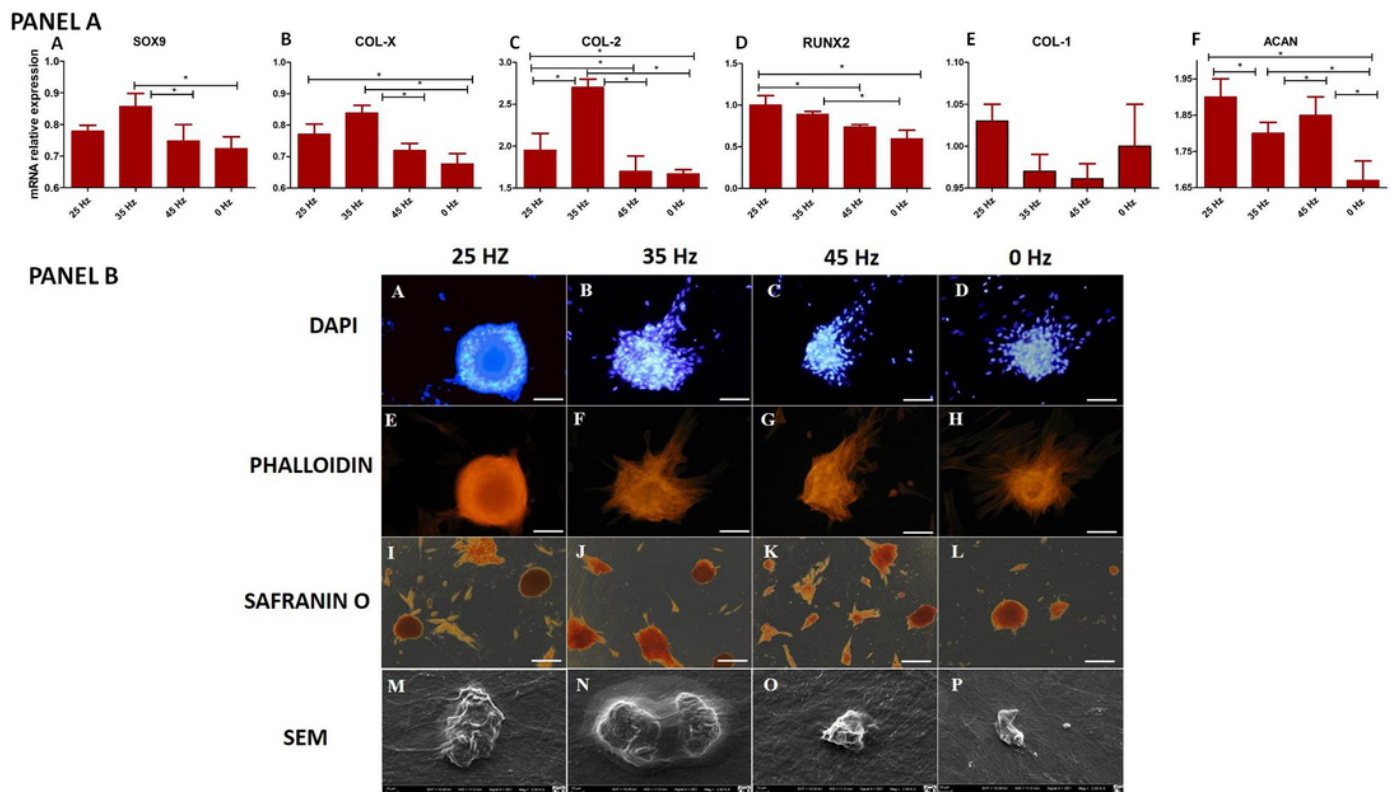 PANEL A
A SOX9
B COL-X
C COL-2
D RUNX2
E COL-1
F ACAN
mRNA relative expression
1.0
0.9
0.8
0.7
0.6
25 Hz 35 Hz 45 Hz 0 Hz
* *
1.0
0.9
0.8
0.7
0.6
25 Hz 35 Hz 45 Hz 0 Hz
* * *
3.0
2.5
2.0
1.5
25 Hz 35 Hz 45 Hz 0 Hz
* * * * *
1.5
1.0
0.5
0.0
25 Hz 35 Hz 45 Hz 0 Hz
* * *
1.10
1.05
1.00
0.95
25 Hz 35 Hz 45 Hz 0 Hz
1.95
1.85
1.75
1.65
25 Hz 35 Hz 45 Hz 0 Hz
* * * * *
PANEL B
25 HZ 35 Hz 45 Hz 0 Hz
DAPI
A B C D
PHALLOIDIN
E F G H
SAFRANIN O
I J K L
SEM
M N O P